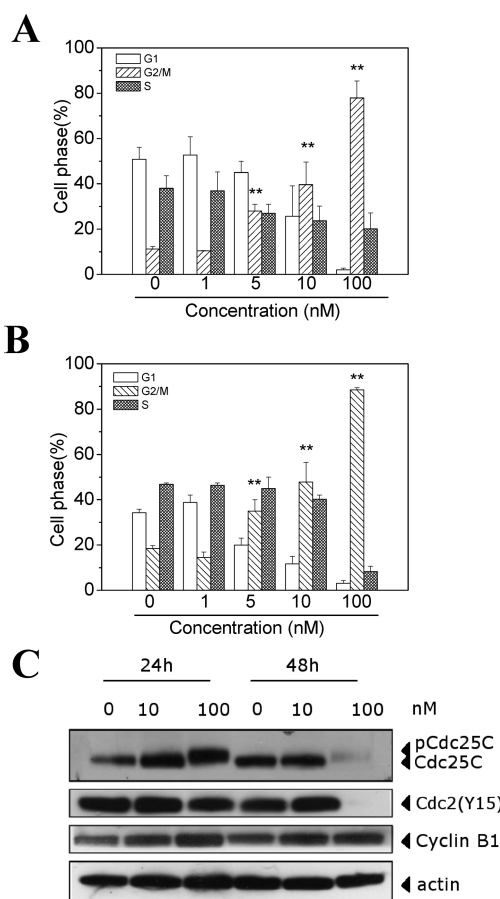 A
100
80
60
40
20
0
Cell phase(%)
G1
G2/M
S
**
**
**
0 1 5 10 100
Concentration (nM)
B
100
80
60
40
20
0
Cell phase(%)
G1
G2/M
S
**
**
**
0 1 5 10 100
Concentration (nM)
C
24h 48h
0 10 100 0 10 100 nM
pCdc25C
Cdc25C
Cdc2(Y15)
Cyclin B1
actin